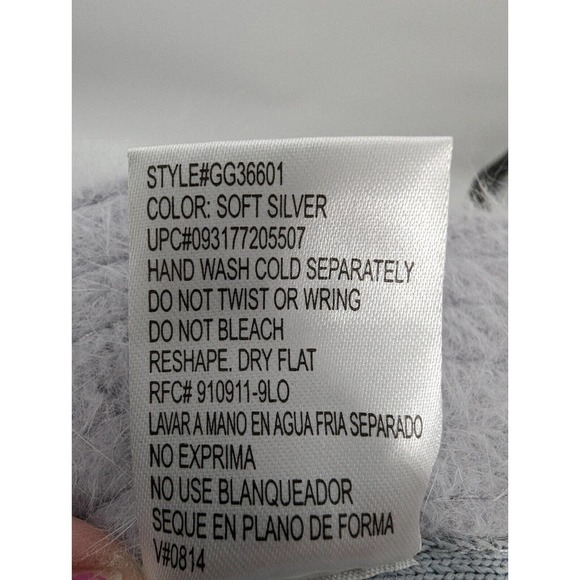 STYLE#GG36601
COLOR: SOFT SILVER
UPC#093177205507
HAND WASH COLD SEPARATELY
DO NOT TWIST OR WRING
DO NOT BLEACH
RESHAPE. DRY FLAT
RFC# 910911-9LO
LAVAR A MANO EN AGUA FRIA SEPARADO
NO EXPRIMA
NO USE BLANQUEADOR
SEQUE EN PLANO DE FORMA
V#0814